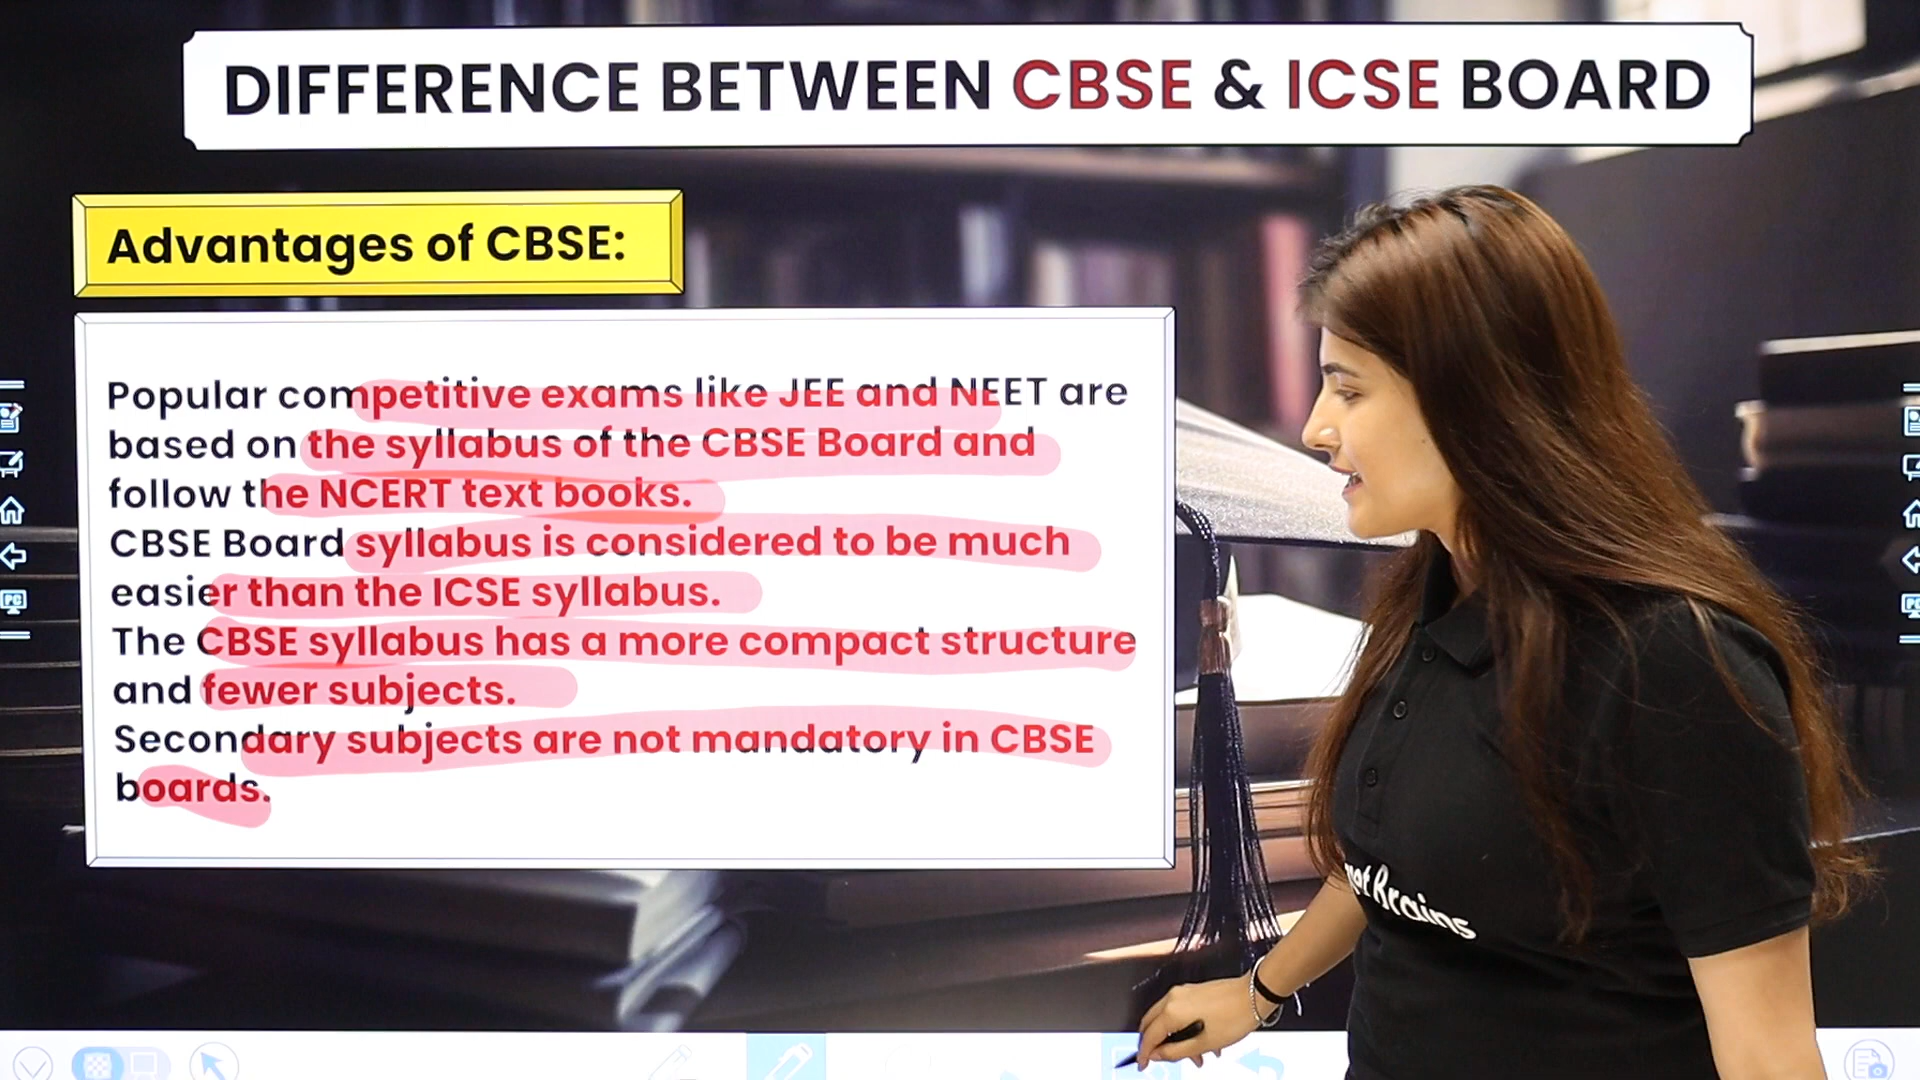 DIFFERENCE BETWEEN CBSE & ICSE BOARD
Advantages of CBSE:
Popular competitive exams like JEE and NEET are
based on the syllabus of the CBSE Board and
follow the NCERT text books.
CBSE Board syllabus is considered to be much
easier than the ICSE syllabus.
The CBSE syllabus has a more compact structure
and fewer subjects.
Secondary subjects are not mandatory in CBSE
boards.
Brains
PC